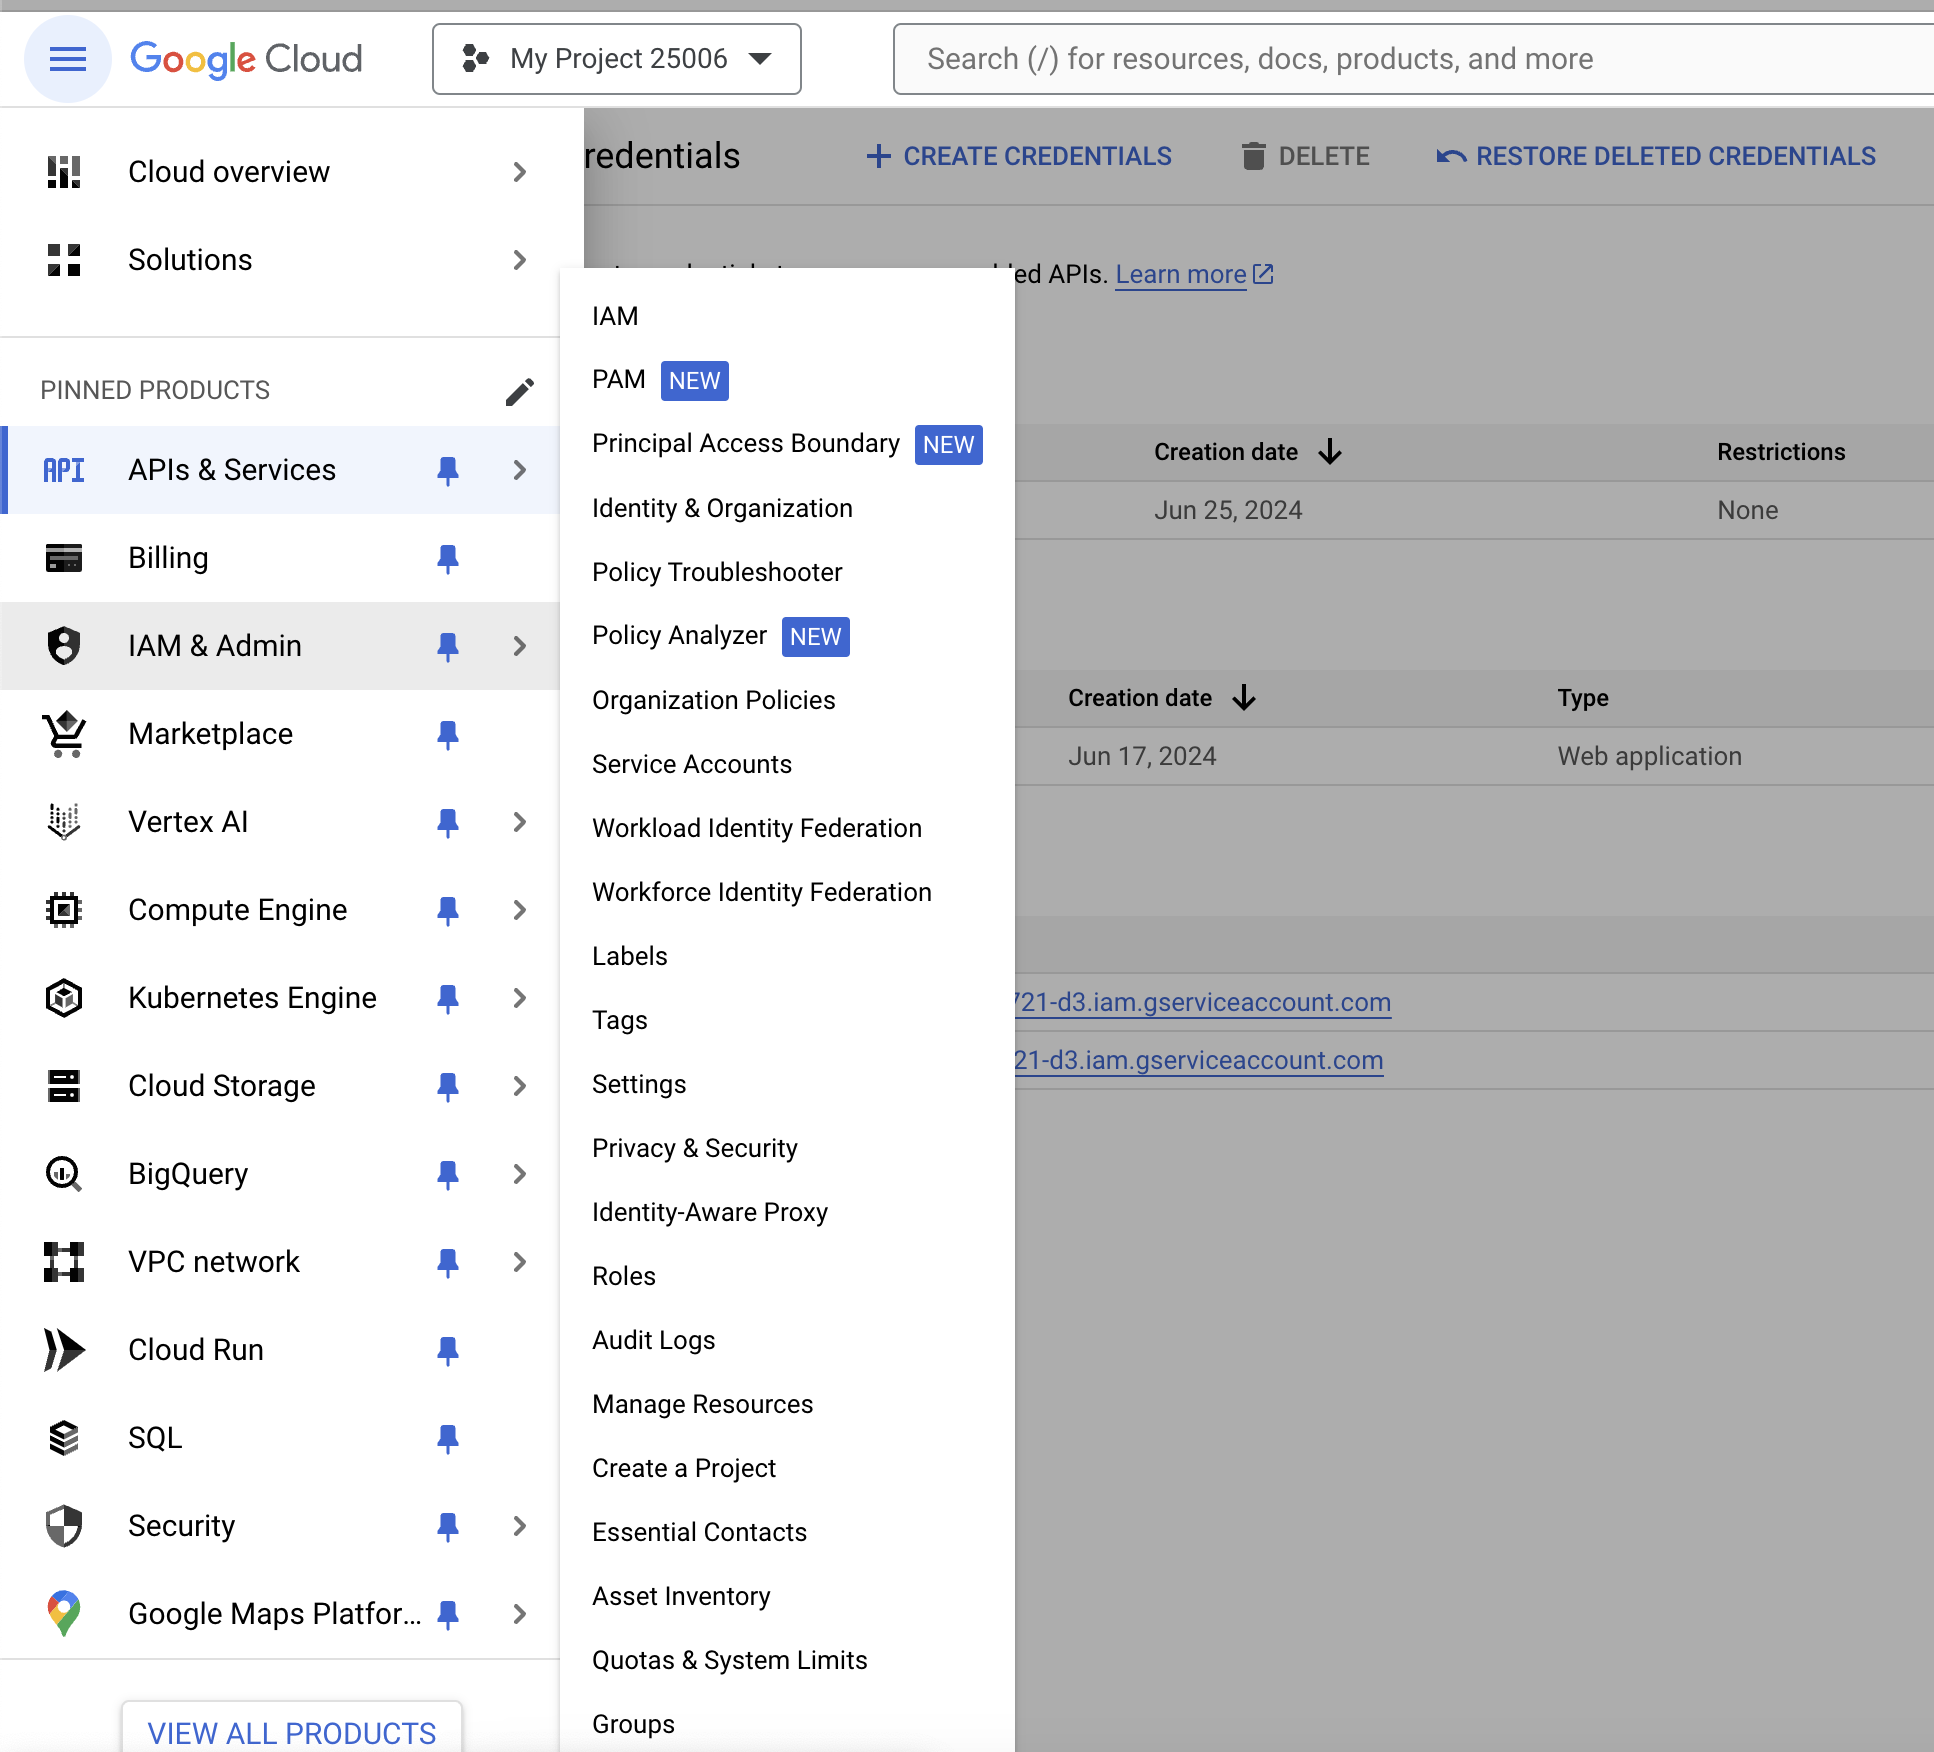 Google Cloud
My Project 25006
Search (/) for resources, docs, products, and more
Cloud overview
Solutions
PINNED PRODUCTS
API APIs & Services
Billing
IAM & Admin
Marketplace
Vertex AI
Compute Engine
Kubernetes Engine
Cloud Storage
BigQuery
VPC network
Cloud Run
SQL
Security
Google Maps Platfor...
VIEW ALL PRODUCTS
IAM
PAM NEW
Principal Access Boundary NEW
Identity & Organization
Policy Troubleshooter
Policy Analyzer NEW
Organization Policies
Service Accounts
Workload Identity Federation
Workforce Identity Federation
Labels
Tags
Settings
Privacy & Security
Identity-Aware Proxy
Roles
Audit Logs
Manage Resources
Create a Project
Essential Contacts
Asset Inventory
Quotas & System Limits
Groups
redentials
CREATE CREDENTIALS
DELETE
RESTORE DELETED CREDENTIALS
ed APIs. Learn more
Creation date Restrictions
Jun 25, 2024 None
Creation date Type
Jun 17, 2024 Web application
721-d3.iam.gserviceaccount.com
21-d3.iam.gserviceaccount.com